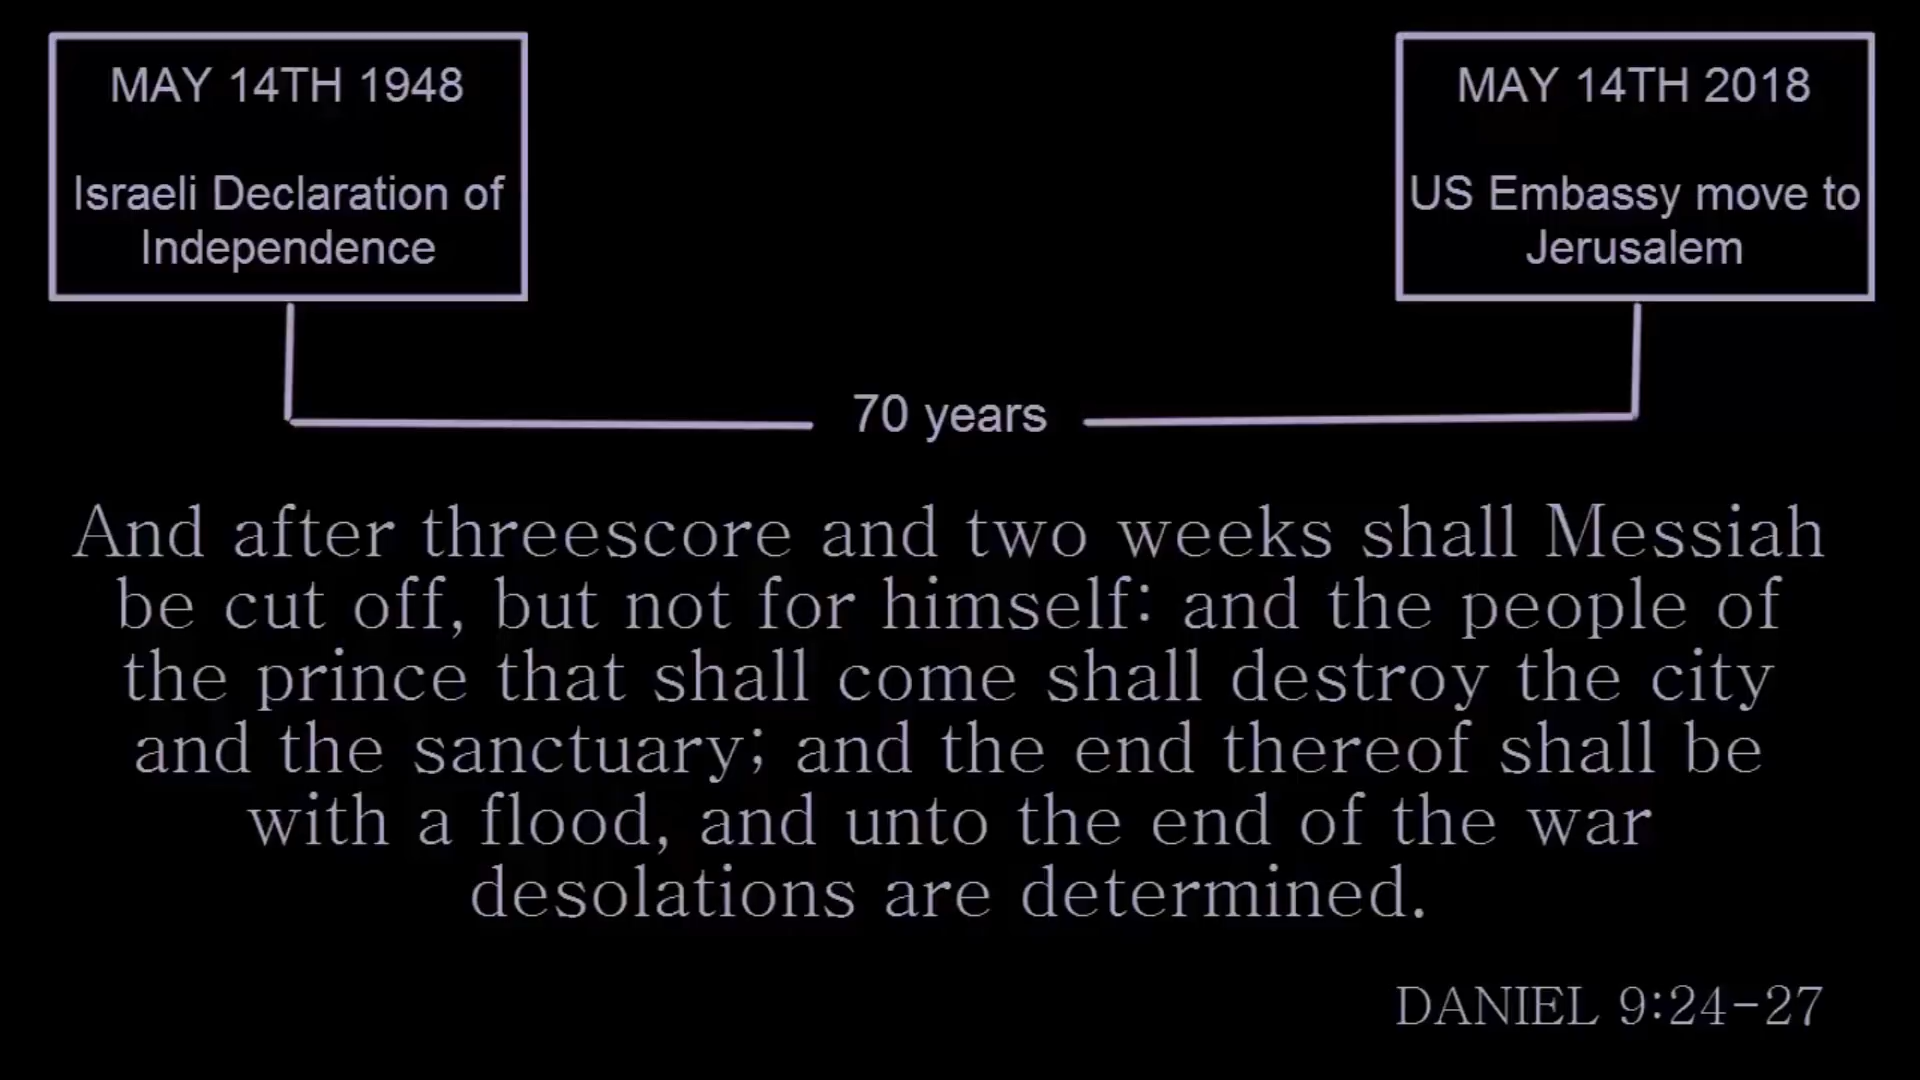 MAY 14TH 1948
Israeli Declaration of
Independence
MAY 14TH 2018
US Embassy move to
Jerusalem
70 years
And after threescore and two weeks shall Messiah
be cut off, but not for himself: and the people of
the prince that shall come shall destroy the city
and the sanctuary; and the end thereof shall be
with a flood, and unto the end of the war
desolations are determined.
DANIEL 9:24-27